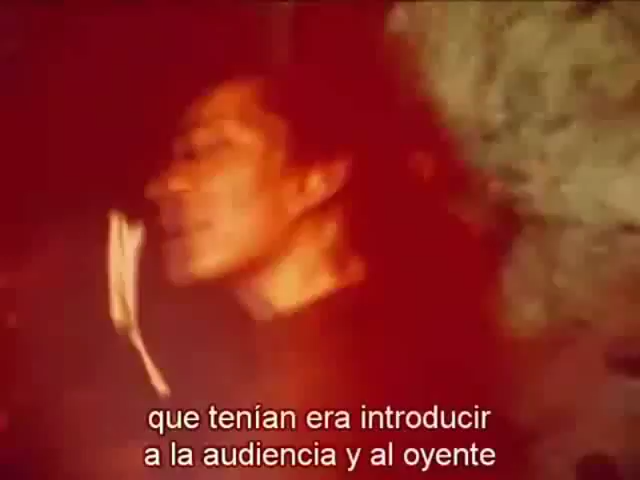 que tenían era introducir
a la audiencia y al oyente